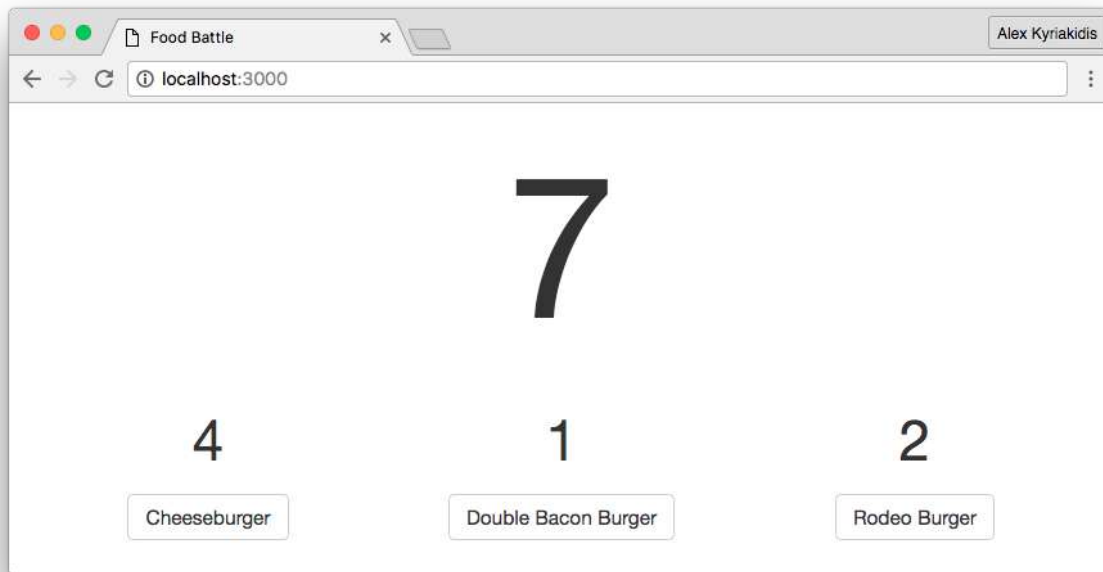 Food Battle
Alex Kyriakidis
localhost:3000
7
4 1 2
Cheeseburger Double Bacon Burger Rodeo Burger